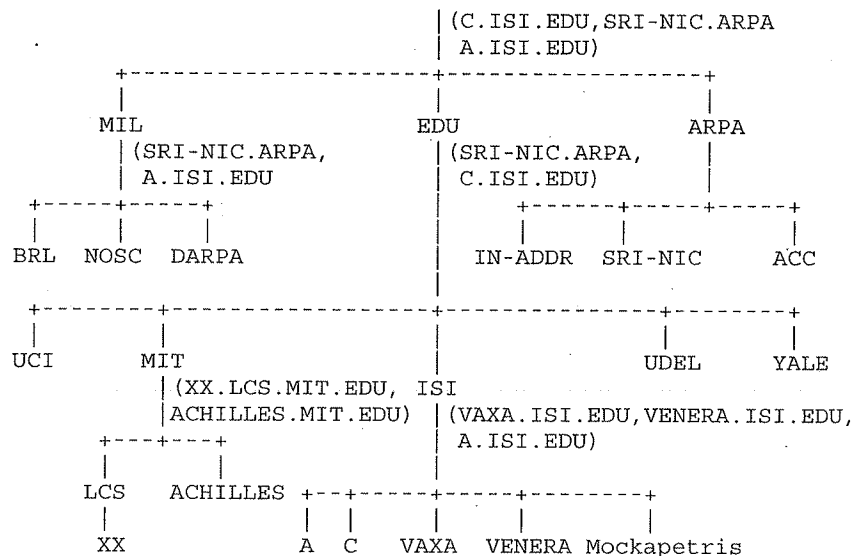 (C.ISI.EDU,SRI-NIC.ARPA
A.ISI.EDU)
MIL EDU ARPA
(SRI-NIC.ARPA, (SRI-NIC.ARPA,
A.ISI.EDU C.ISI.EDU)
BRL NOSC DARPA IN-ADDR SRI-NIC ACC
UCI MIT UDEL YALE
(XX.LCS.MIT.EDU, ISI
ACHILLES.MIT.EDU) (VAXA.ISI.EDU,VENERA.ISI.EDU,
A.ISI.EDU)
LCS ACHILLES
XX A C VAXA VENERA Mockapetris